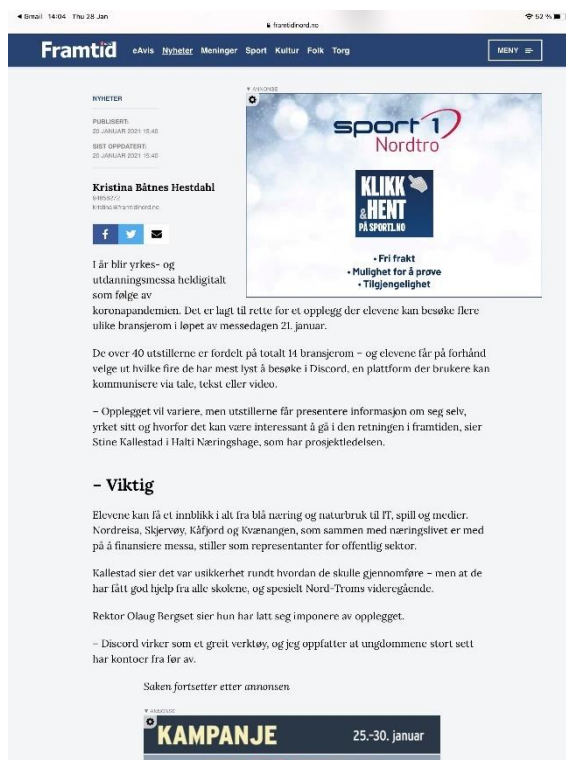 Gmail 14:04 Thu 28 Jan
framtidinord.no
52 %
Framtid
eAvis Nyheter Meninger Sport Kultur Folk Torg
MENY
NYHETER
PUBLISERT:
20 JANUAR 2021 15:40
SIST OPPDATERT:
20 JANUAR 2021 15:40
Kristina Båtnes Hestdahl
▼ ANNONSE
sport 1
Nordtro
KLIKK
& HENT
PÅ SPORT1.NO
• Fri frakt
• Mulighet for å prøve
• Tilgjengelighet
I år blir yrkes- og
utdanningsmessa heldigitalt
som følge av
koronapandemien. Det er lagt til rette for et opplegg der elevene kan besøke flere
ulike bransjerom i løpet av messedagen 21. januar.
De over 40 utstillerne er fordelt på totalt 14 bransjerom – og elevene får på forhånd
velge ut hvilke fire de har mest lyst å besøke i Discord, en plattform der brukere kan
kommunisere via tale, tekst eller video.
– Opplegget vil variere, men utstillerne får presentere informasjon om seg selv,
yrket sitt og hvorfor det kan være interessant å gå i den retningen i framtiden, sier
Stine Kallestad i Halti Næringshage, som har prosjektledelsen.
– Viktig
Elevene kan få et innblikk i alt fra blå næring og naturbruk til IT, spill og medier.
Nordreisa, Skjervøy, Kåfjord og Kvænangen, som sammen med næringslivet er med
på å finansiere messa, stiller som representanter for offentlig sektor.
Kallestad sier det var usikkerhet rundt hvordan de skulle gjennomføre – men at de
har fått god hjelp fra alle skolene, og spesielt Nord-Troms videregående.
Rektor Olaug Bergset sier hun har latt seg imponere av opplegget.
– Discord virker som et greit verktøy, og jeg oppfatter at ungdommene stort sett
har kontoer fra før av.
Saken fortsetter etter annonsen
▼ ANNONSE
KAMPANJE 25.-30. januar